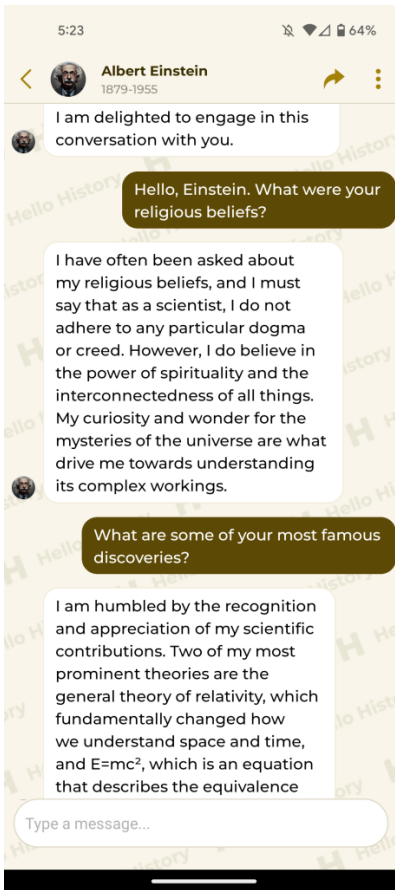 5:23
64%
Albert Einstein
1879-1955
I am delighted to engage in this
conversation with you.
Hello, Einstein. What were your
religious beliefs?
I have often been asked about
my religious beliefs, and I must
say that as a scientist, I do not
adhere to any particular dogma
or creed. However, I do believe in
the power of spirituality and the
interconnectedness of all things.
My curiosity and wonder for the
mysteries of the universe are what
drive me towards understanding
its complex workings.
What are some of your most famous
discoveries?
I am humbled by the recognition
and appreciation of my scientific
contributions. Two of my most
prominent theories are the
general theory of relativity, which
fundamentally changed how
we understand space and time,
and E=mc², which is an equation
that describes the equivalence
Type a message...
Hello History